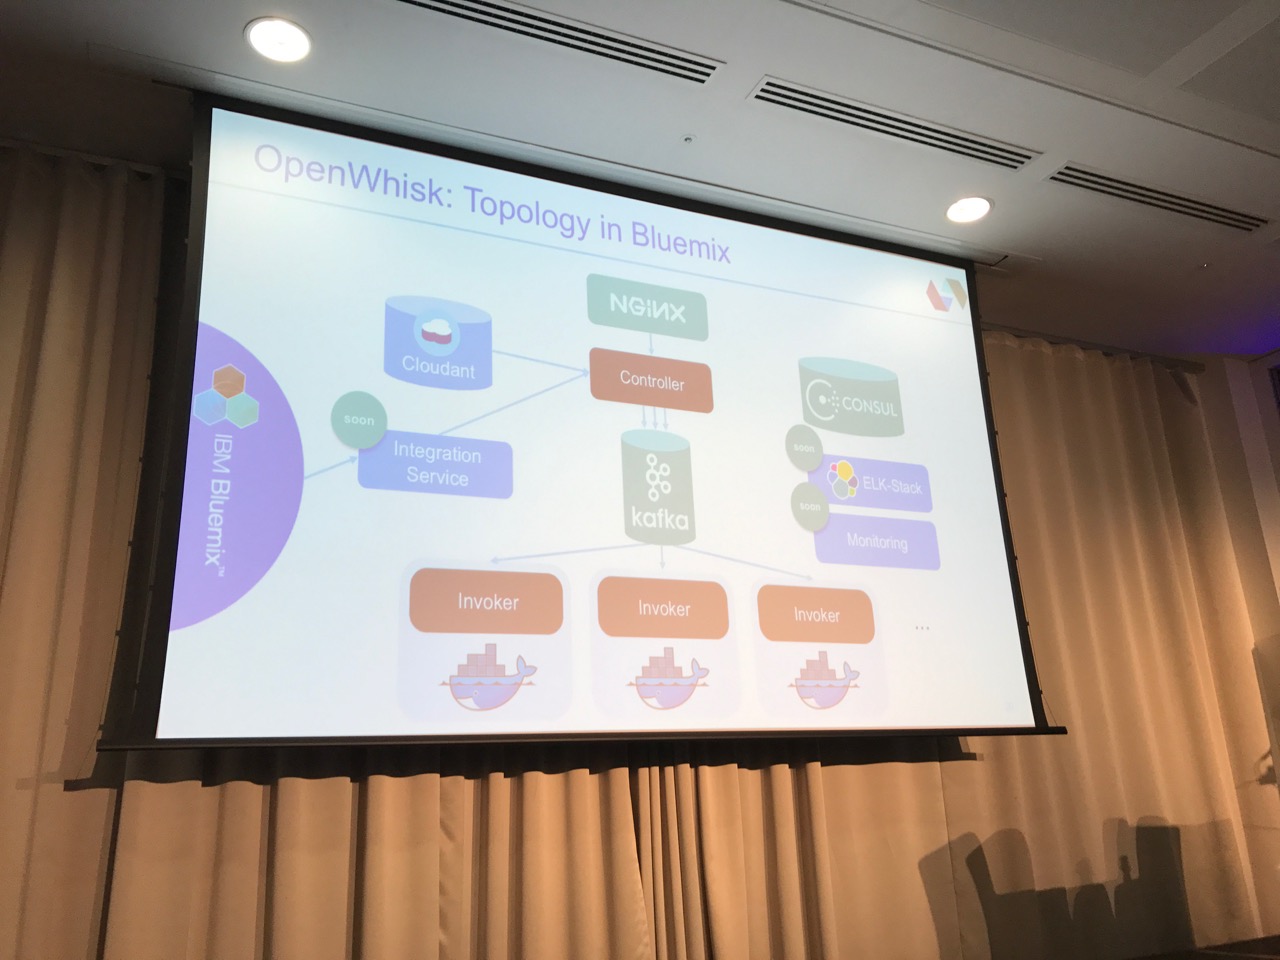 OpenWhisk: Topology in Bluemix
NGINX
Cloudant
Controller
CONSUL
soon
Integration
Service
IBM Bluemix™
soon
ELK-Stack
kafka
soon
Monitoring
Invoker
Invoker
Invoker
...